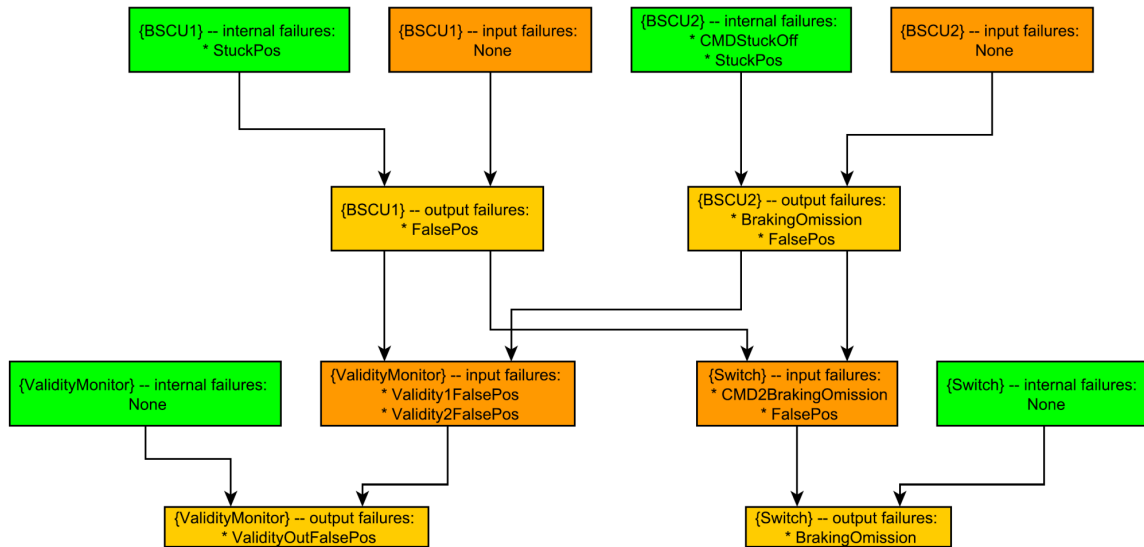 {BSCU1} -- internal failures:
* StuckPos
{BSCU1} -- input failures:
None
{BSCU2} -- internal failures:
* CMDStuckOff
* StuckPos
{BSCU2} -- input failures:
None
{BSCU1} -- output failures:
* FalsePos
{BSCU2} -- output failures:
* BrakingOmission
* FalsePos
{ValidityMonitor} -- internal failures:
None
{ValidityMonitor} -- input failures:
* Validity1FalsePos
* Validity2FalsePos
{Switch} -- input failures:
* CMD2BrakingOmission
* FalsePos
{Switch} -- internal failures:
None
{ValidityMonitor} -- output failures:
* ValidityOutFalsePos
{Switch} -- output failures:
* BrakingOmission